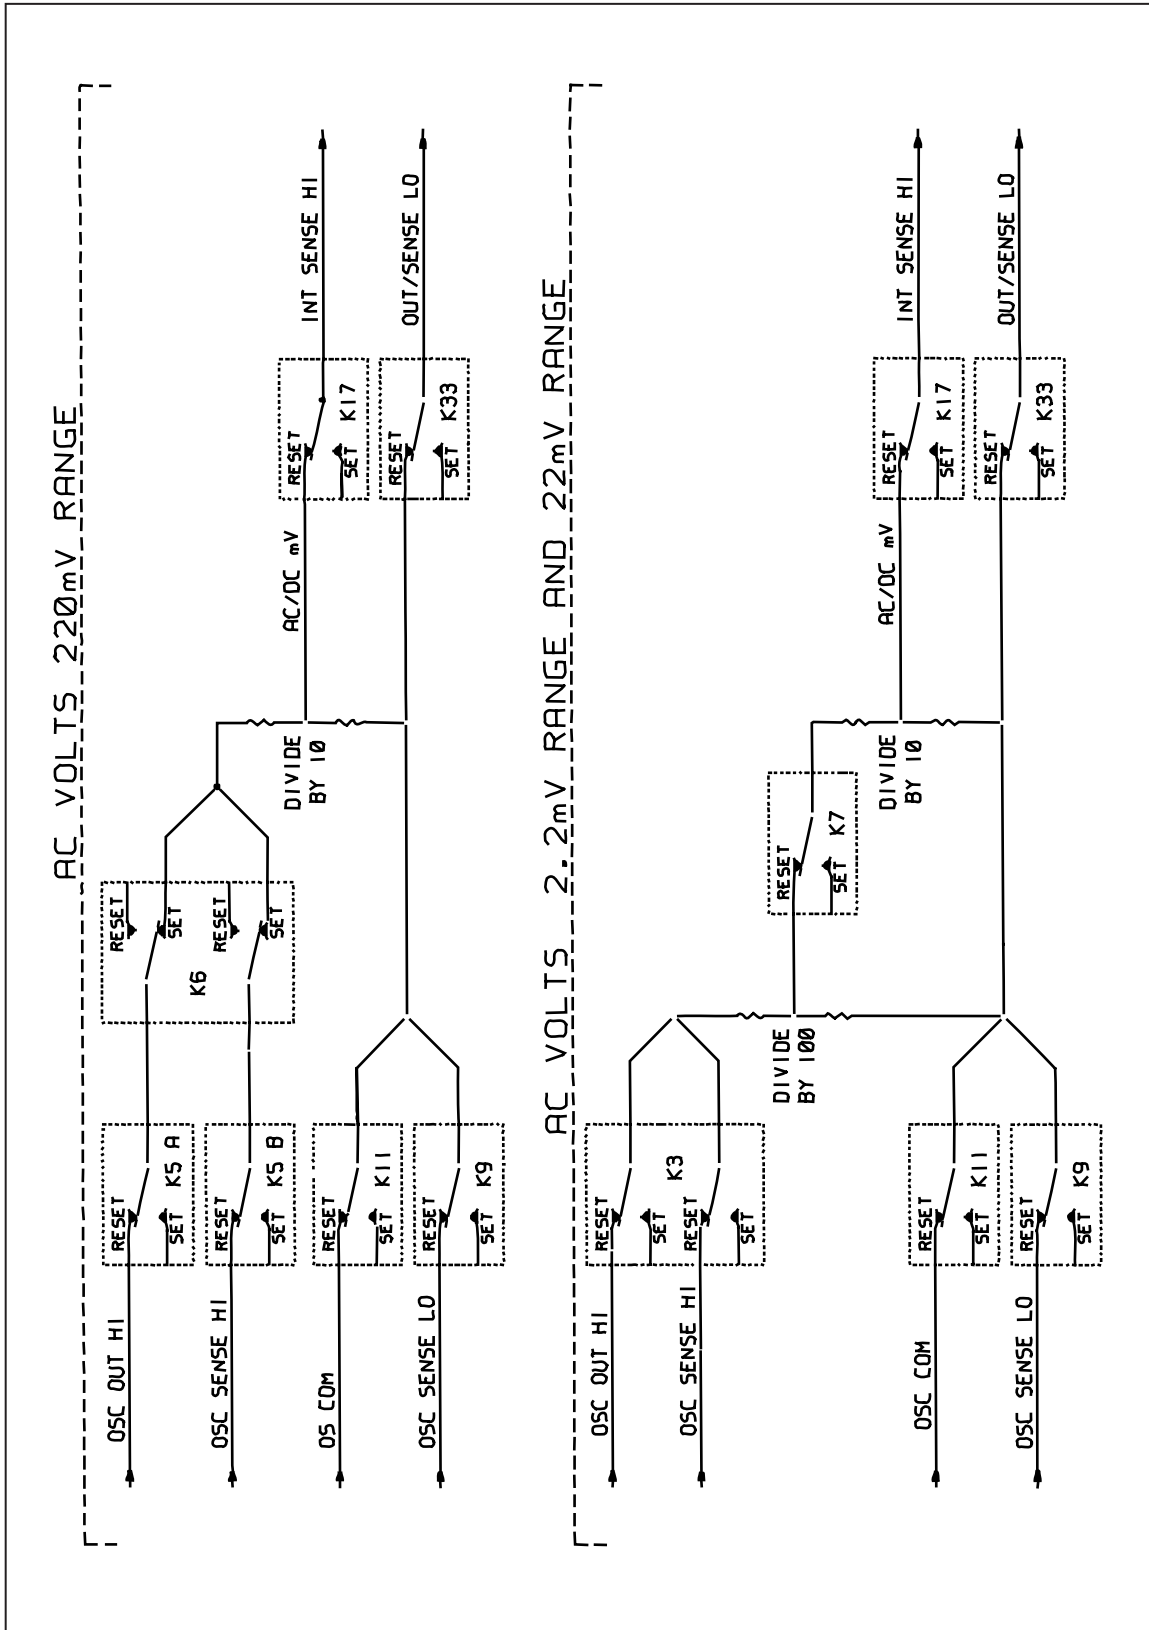 AC VOLTS 220mV RANGE
OSC OUT HI
RESET
SET
K5 A
OSC SENSE HI
RESET
SET
K5 B
RESET
SET
K6
RESET
SET
OS COM
RESET
SET
K11
OSC SENSE LO
RESET
SET
K9
DIVIDE
BY 10
AC/DC mV
RESET
SET
K17
INT SENSE HI
RESET
SET
K33
OUT/SENSE LO
AC VOLTS 2.2mV RANGE AND 22mV RANGE
OSC OUT HI
RESET
SET
K3
OSC SENSE HI
RESET
SET
DIVIDE
BY 100
RESET
SET
K7
DIVIDE
BY 10
OSC COM
RESET
SET
K11
OSC SENSE LO
RESET
SET
K9
AC/DC mV
RESET
SET
K17
INT SENSE HI
RESET
SET
K33
OUT/SENSE LO